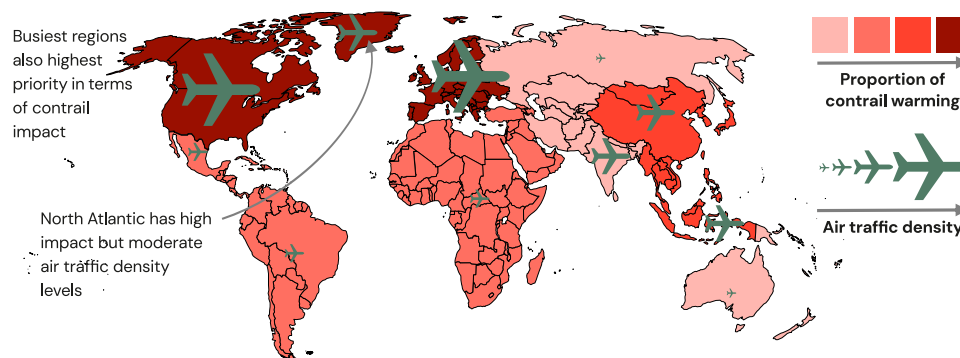 Busiest regions
also highest
priority in terms
of contrail
impact
North Atlantic has high
impact but moderate
air traffic density
levels
Proportion of
contrail warming
Air traffic density